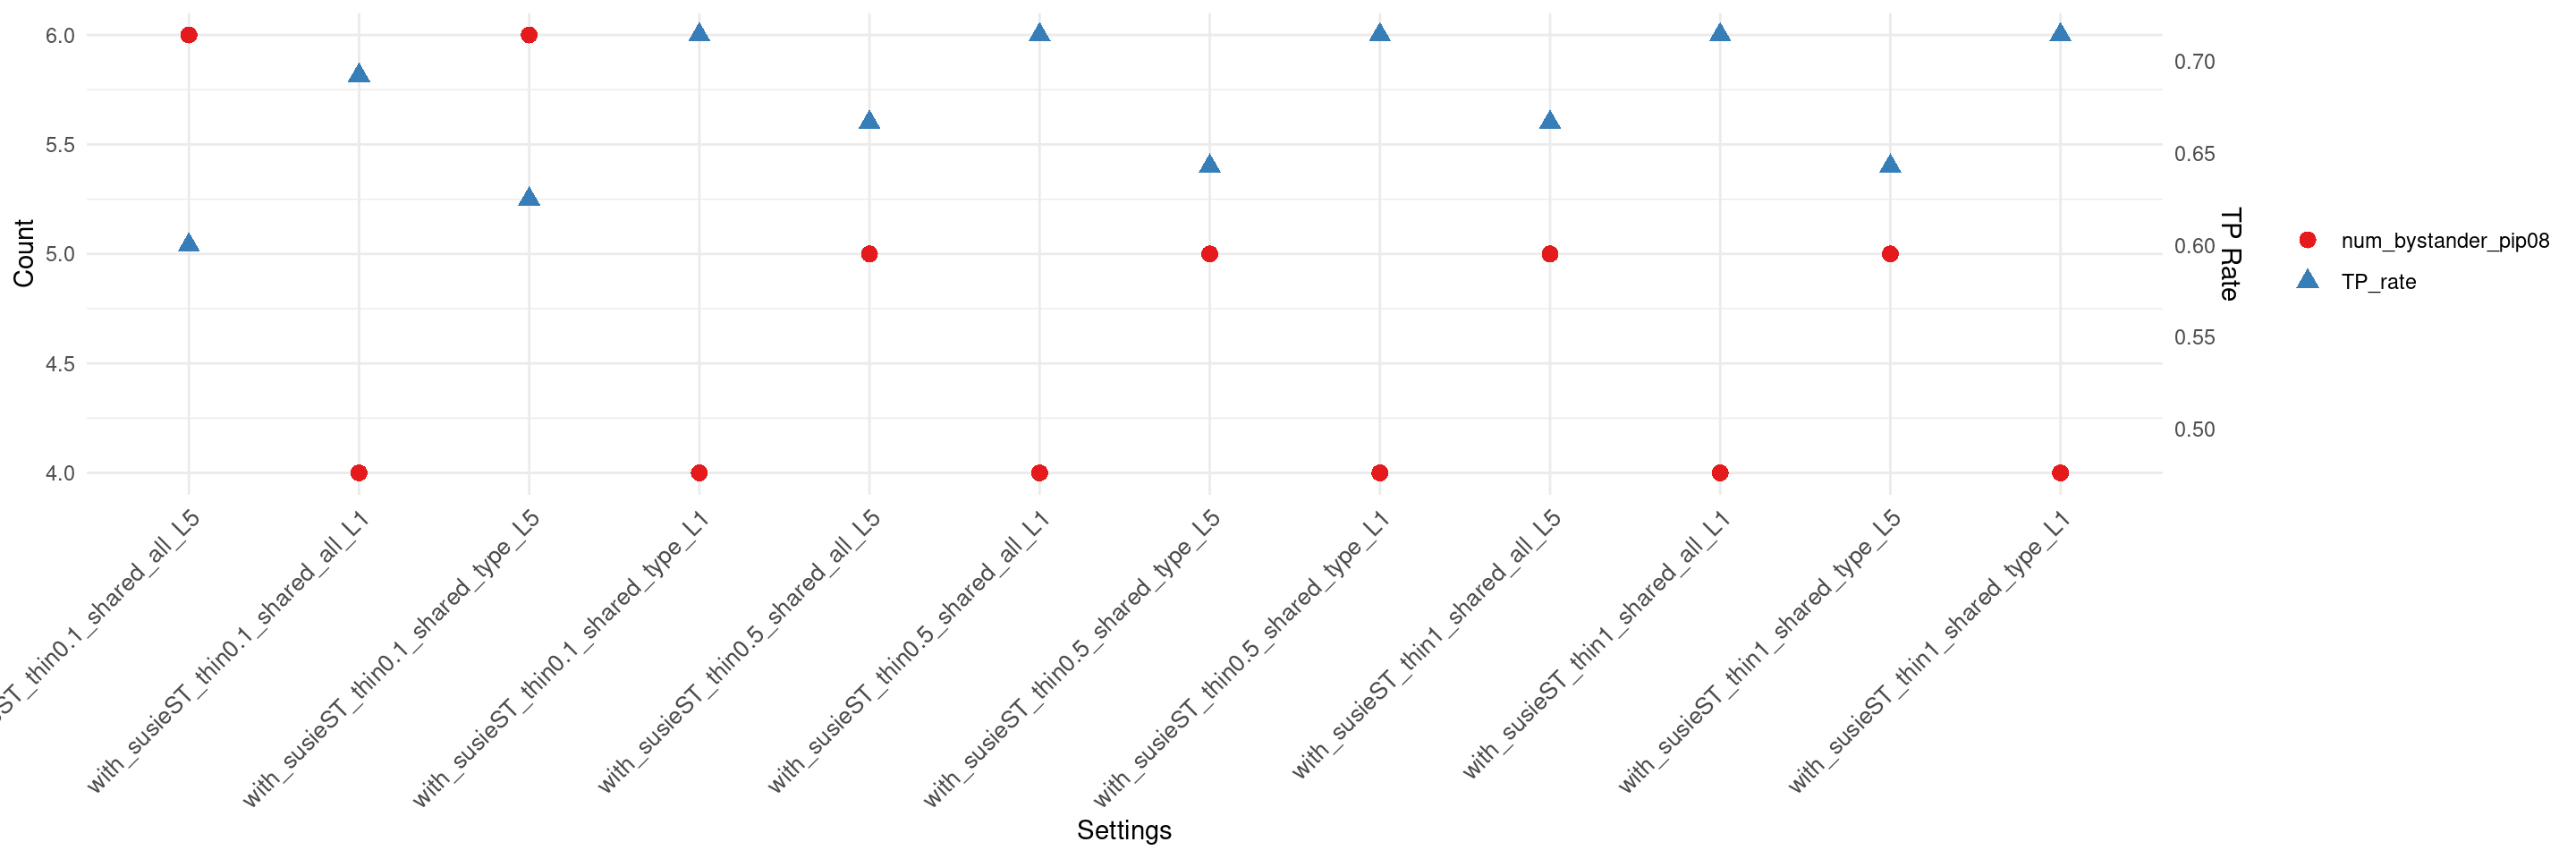 6.0
5.5
5.0
4.5
4.0
Count
0.70
0.65
0.60
0.55
0.50
TP Rate
num_bystander_pip08
TP_rate
ST_thin0.1_shared_all_L5
with_susieST_thin0.1_shared_all_L1
with_susieST_thin0.1_shared_type_L5
with_susieST_thin0.1_shared_type_L1
with_susieST_thin0.5_shared_all_L5
with_susieST_thin0.5_shared_all_L1
with_susieST_thin0.5_shared_type_L5
with_susieST_thin0.5_shared_type_L1
with_susieST_thin1_shared_all_L5
with_susieST_thin1_shared_all_L1
with_susieST_thin1_shared_type_L5
with_susieST_thin1_shared_type_L1
Settings